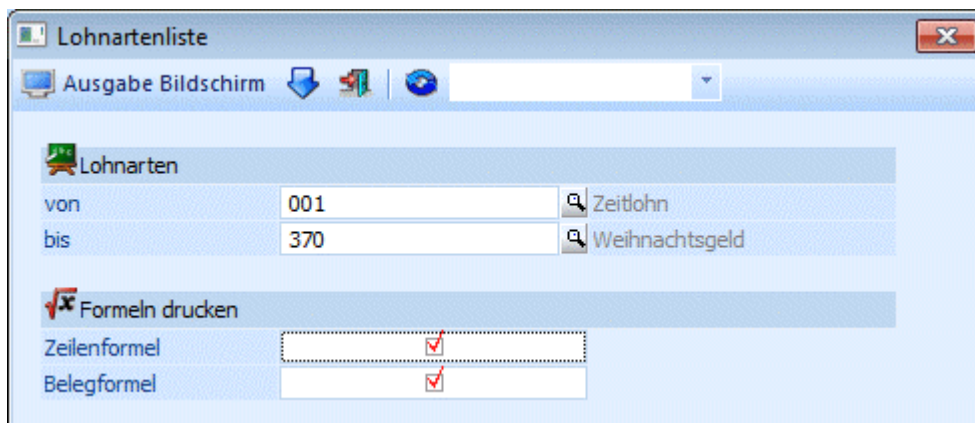 Lohnartenliste
Ausgabe Bildschirm
Lohnarten
von 001 Zeitlohn
bis 370 Weihnachtsgeld
Formeln drucken
Zeilenformel
Belegformel